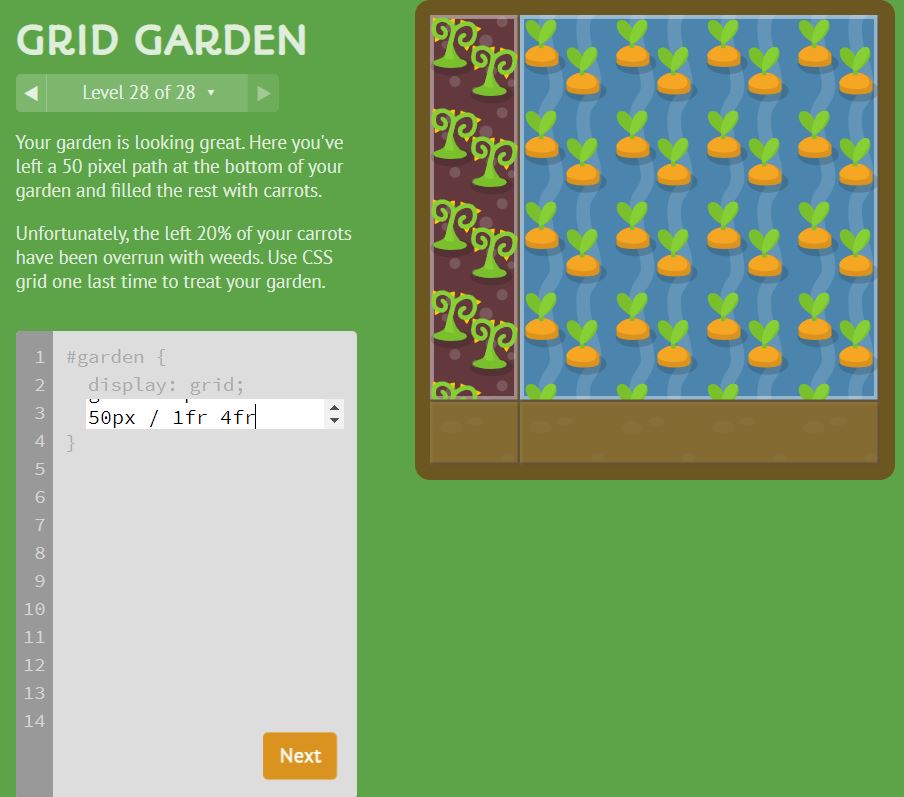 GRID GARDEN
Level 28 of 28
Your garden is looking great. Here you've
left a 50 pixel path at the bottom of your
garden and filled the rest with carrots.
Unfortunately, the left 20% of your carrots
have been overrun with weeds. Use CSS
grid one last time to treat your garden.
1 #garden {
2 display: grid;
3 50px / 1fr 4fr
4 }
5
6
7
8
9
10
11
12
13
14
Next